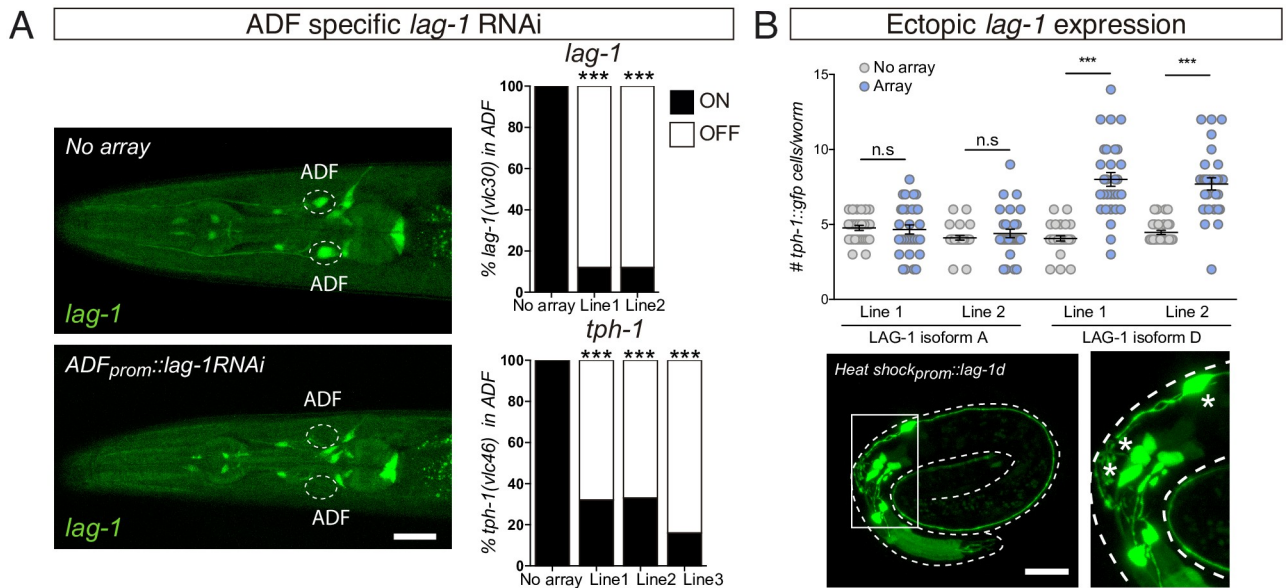 A
ADF specific lag-1 RNAi
No array
ADF
ADF
lag-1
ADFprom::lag-1RNAi
ADF
ADF
lag-1
lag-1
*** ***
ON
OFF
% lag-1(vlc30) in ADF
100
80
60
40
20
0
No array Line1 Line2
tph-1
*** *** ***
% tph-1(vlc46) in ADF
100
80
60
40
20
0
No array Line1 Line2 Line3
B
Ectopic lag-1 expression
No array
Array
# tph-1::gfp cells/worm
15
10
5
0
n.s
n.s
***
***
Line 1 Line 2 Line 1 Line 2
LAG-1 isoform A LAG-1 isoform D
Heat shockprom::lag-1d
*
*
*